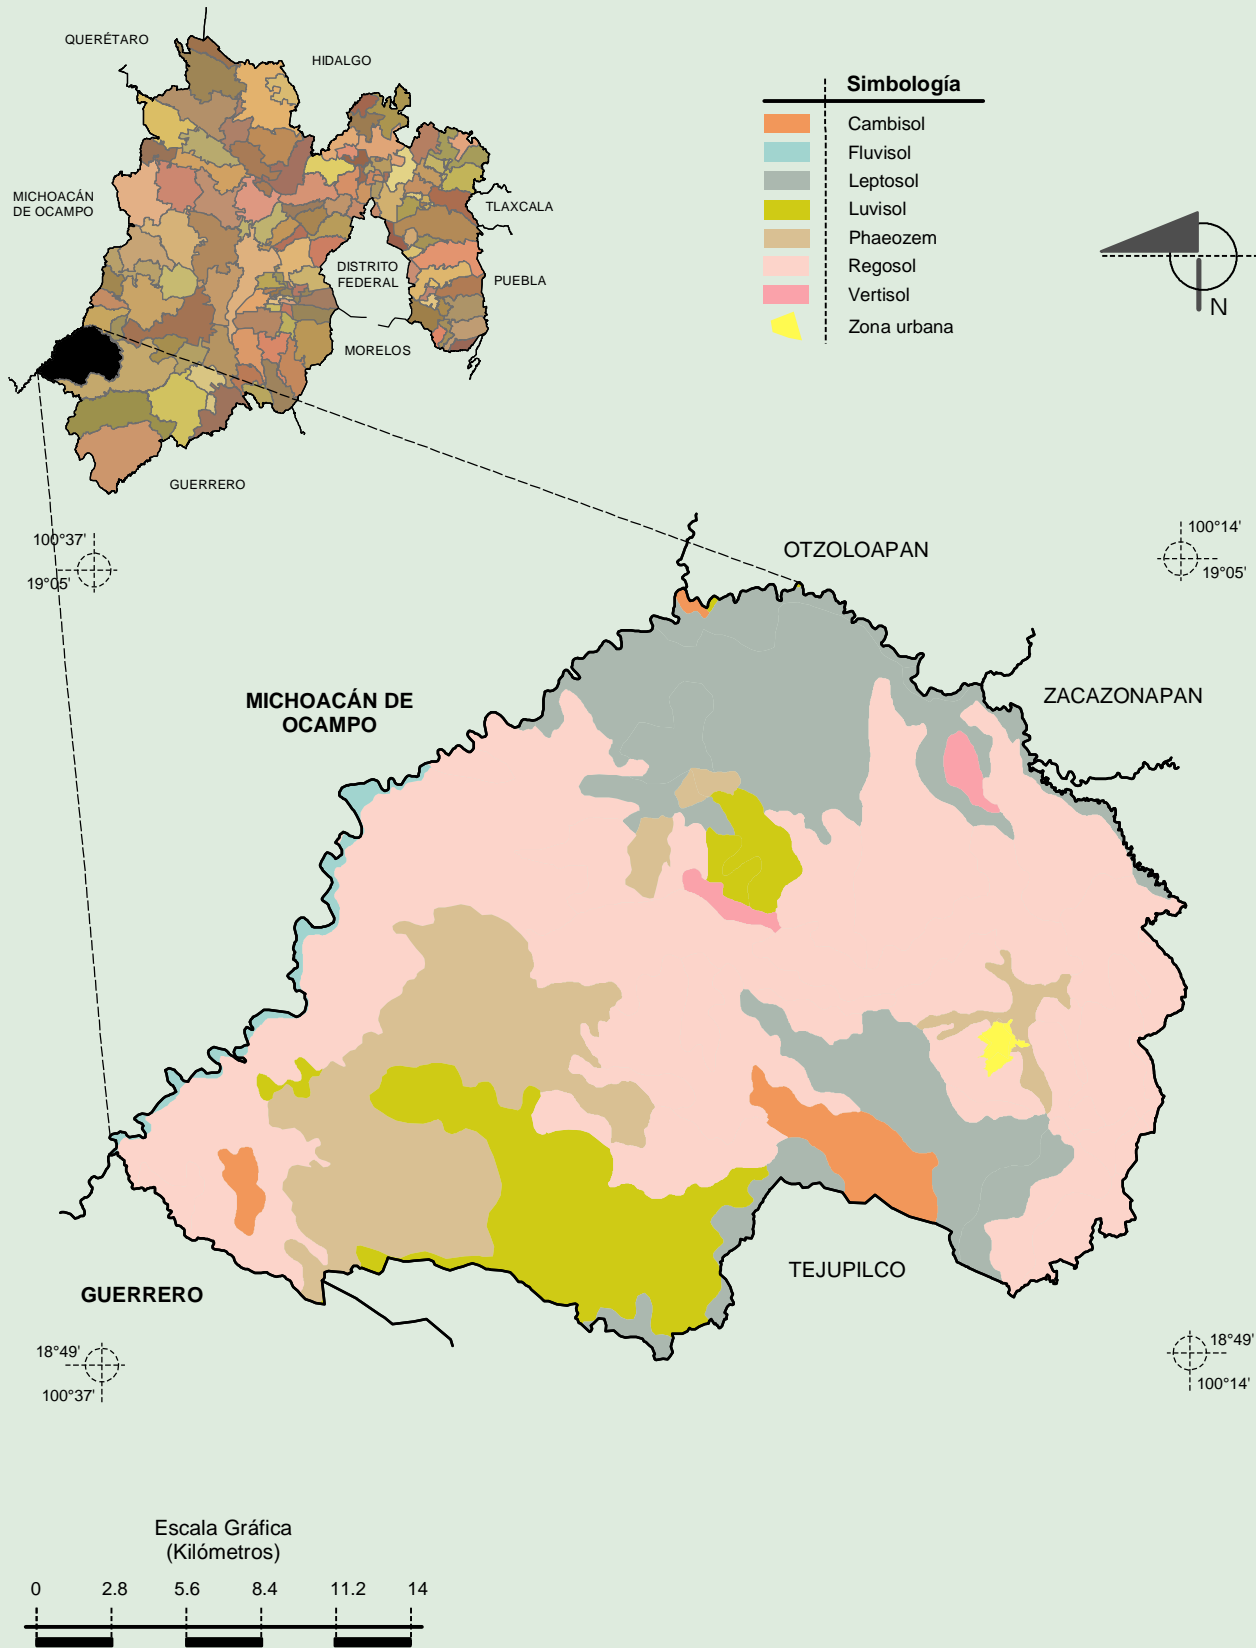 QUERÉTARO
HIDALGO
MICHOACÁN
DE OCAMPO
TLAXCALA
DISTRITO
FEDERAL
PUEBLA
MORELOS
GUERRERO
Simbología
Cambisol
Fluvisol
Leptosol
Luvisol
Phaeozem
Regosol
Vertisol
Zona urbana
N
100°37'
19°05'
100°14'
19°05'
OTZOLOAPAN
MICHOACÁN DE
OCAMPO
ZACAZONAPAN
GUERRERO
TEJUPILCO
18°49'
100°37'
18°49'
100°14'
Escala Gráfica
(Kilómetros)
0 2.8 5.6 8.4 11.2 14